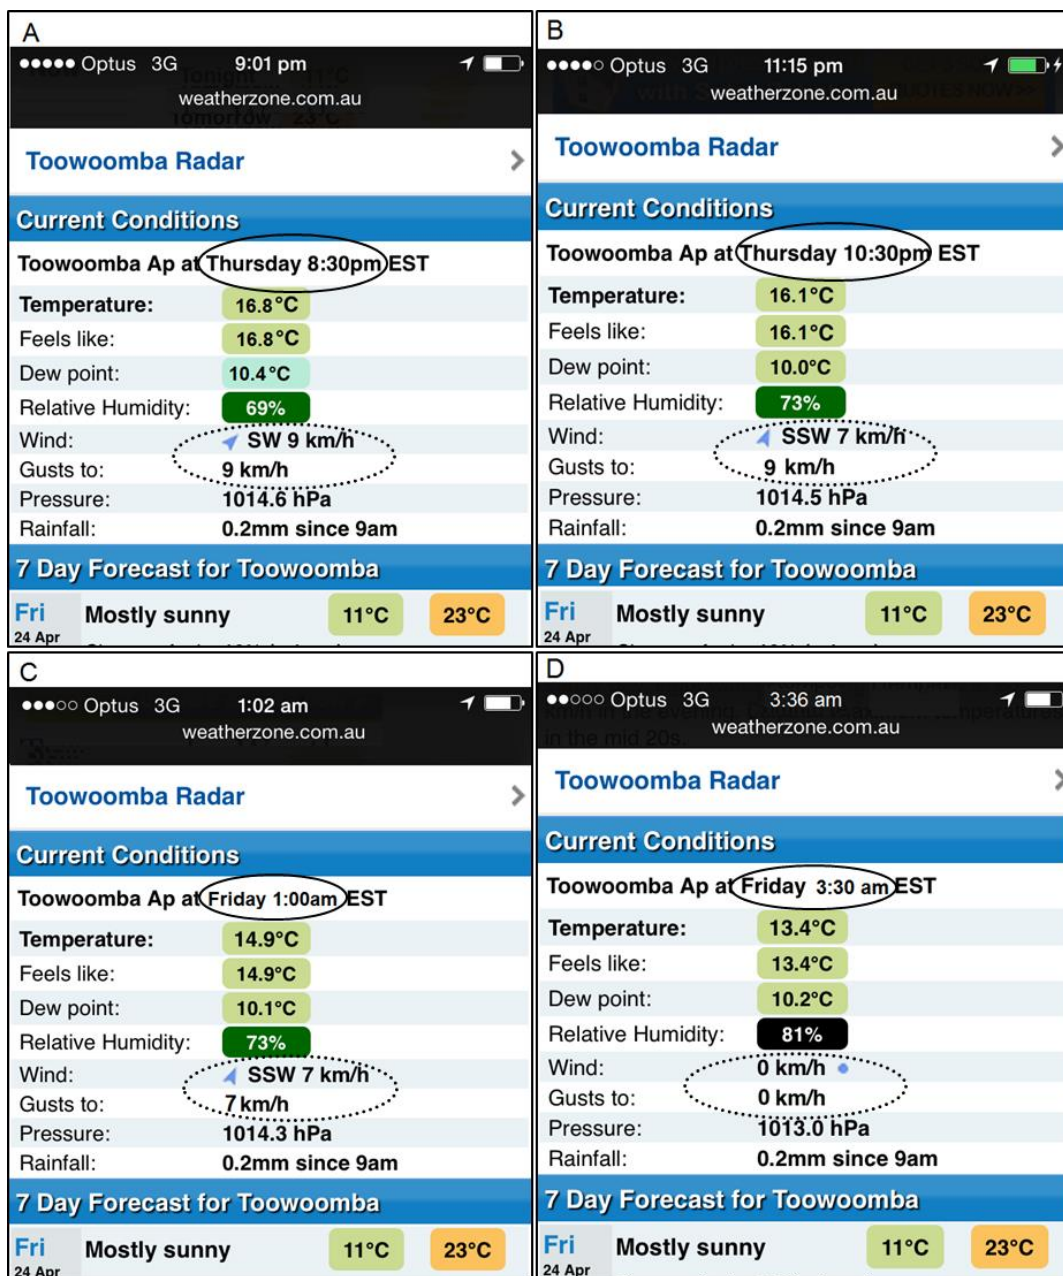 A
Optus 3G 9:01 pm
weatherzone.com.au
Tomorrow 23°C
Toowoomba Radar
Current Conditions
Toowoomba Ap at Thursday 8:30pm EST
Temperature: 16.8°C
Feels like: 16.8°C
Dew point: 10.4°C
Relative Humidity: 69%
Wind: SW 9 km/h
Gusts to: 9 km/h
Pressure: 1014.6 hPa
Rainfall: 0.2mm since 9am
7 Day Forecast for Toowoomba
Fri Mostly sunny 11°C 23°C
24 Apr
B
Optus 3G 11:15 pm
weatherzone.com.au
Toowoomba Radar
Current Conditions
Toowoomba Ap at Thursday 10:30pm EST
Temperature: 16.1°C
Feels like: 16.1°C
Dew point: 10.0°C
Relative Humidity: 73%
Wind: SSW 7 km/h
Gusts to: 9 km/h
Pressure: 1014.5 hPa
Rainfall: 0.2mm since 9am
7 Day Forecast for Toowoomba
Fri Mostly sunny 11°C 23°C
24 Apr
C
Optus 3G 1:02 am
weatherzone.com.au
Toowoomba Radar
Current Conditions
Toowoomba Ap at Friday 1:00am EST
Temperature: 14.9°C
Feels like: 14.9°C
Dew point: 10.1°C
Relative Humidity: 73%
Wind: SSW 7 km/h
Gusts to: 7 km/h
Pressure: 1014.3 hPa
Rainfall: 0.2mm since 9am
7 Day Forecast for Toowoomba
Fri Mostly sunny 11°C 23°C
24 Apr
D
Optus 3G 3:36 am
weatherzone.com.au
in the mid 20s.
Toowoomba Radar
Current Conditions
Toowoomba Ap at Friday 3:30 am EST
Temperature: 13.4°C
Feels like: 13.4°C
Dew point: 10.2°C
Relative Humidity: 81%
Wind: 0 km/h
Gusts to: 0 km/h
Pressure: 1013.0 hPa
Rainfall: 0.2mm since 9am
7 Day Forecast for Toowoomba
Fri Mostly sunny 11°C 23°C
24 Apr